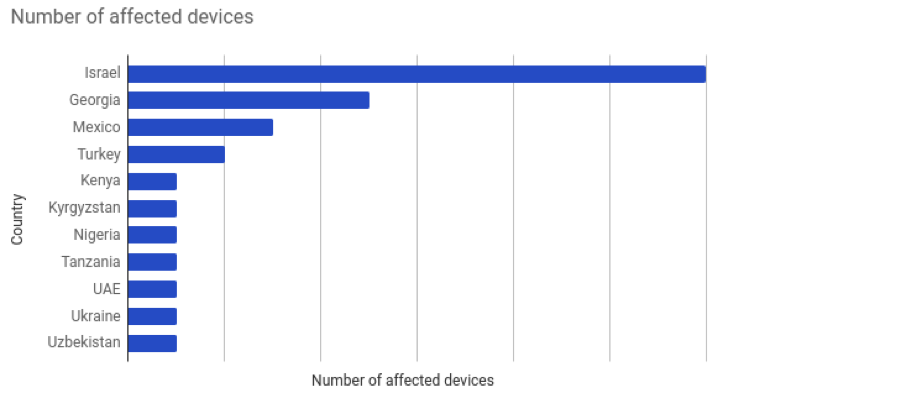 Number of affected devices
Israel
Georgia
Mexico
Turkey
Kenya
Kyrgyzstan
Nigeria
Tanzania
UAE
Ukraine
Uzbekistan
Country
Number of affected devices